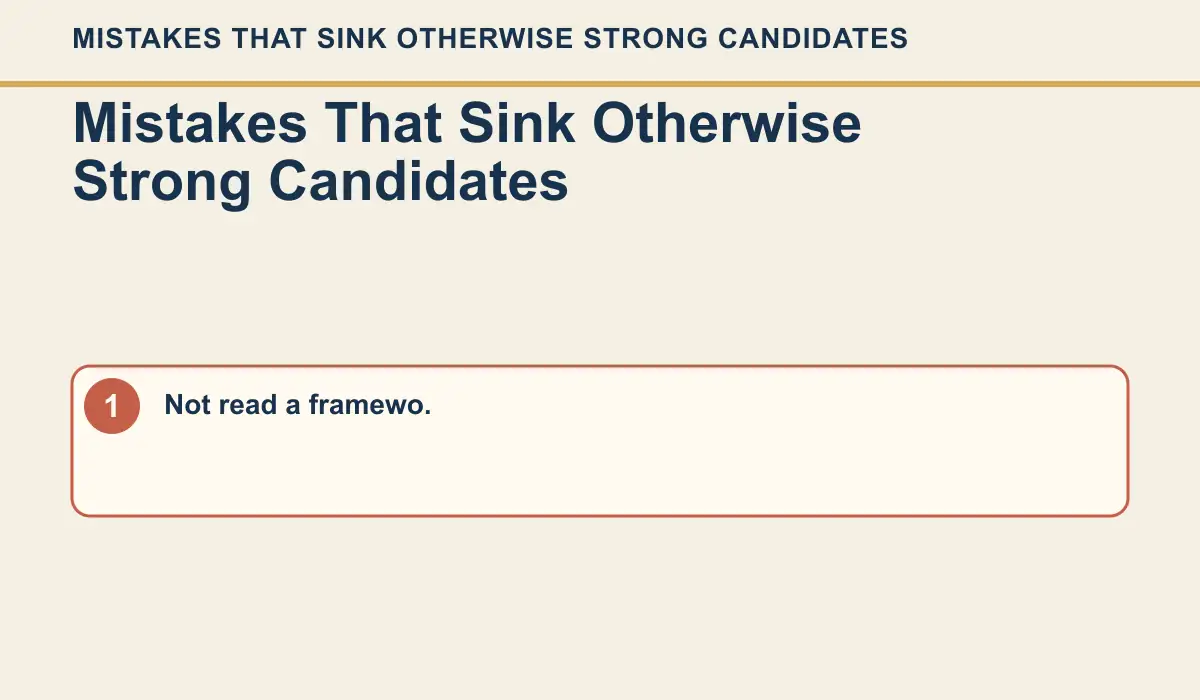 MISTAKES THAT SINK OTHERWISE STRONG CANDIDATES
Mistakes That Sink Otherwise
Strong Candidates
1 Not read a framewo.